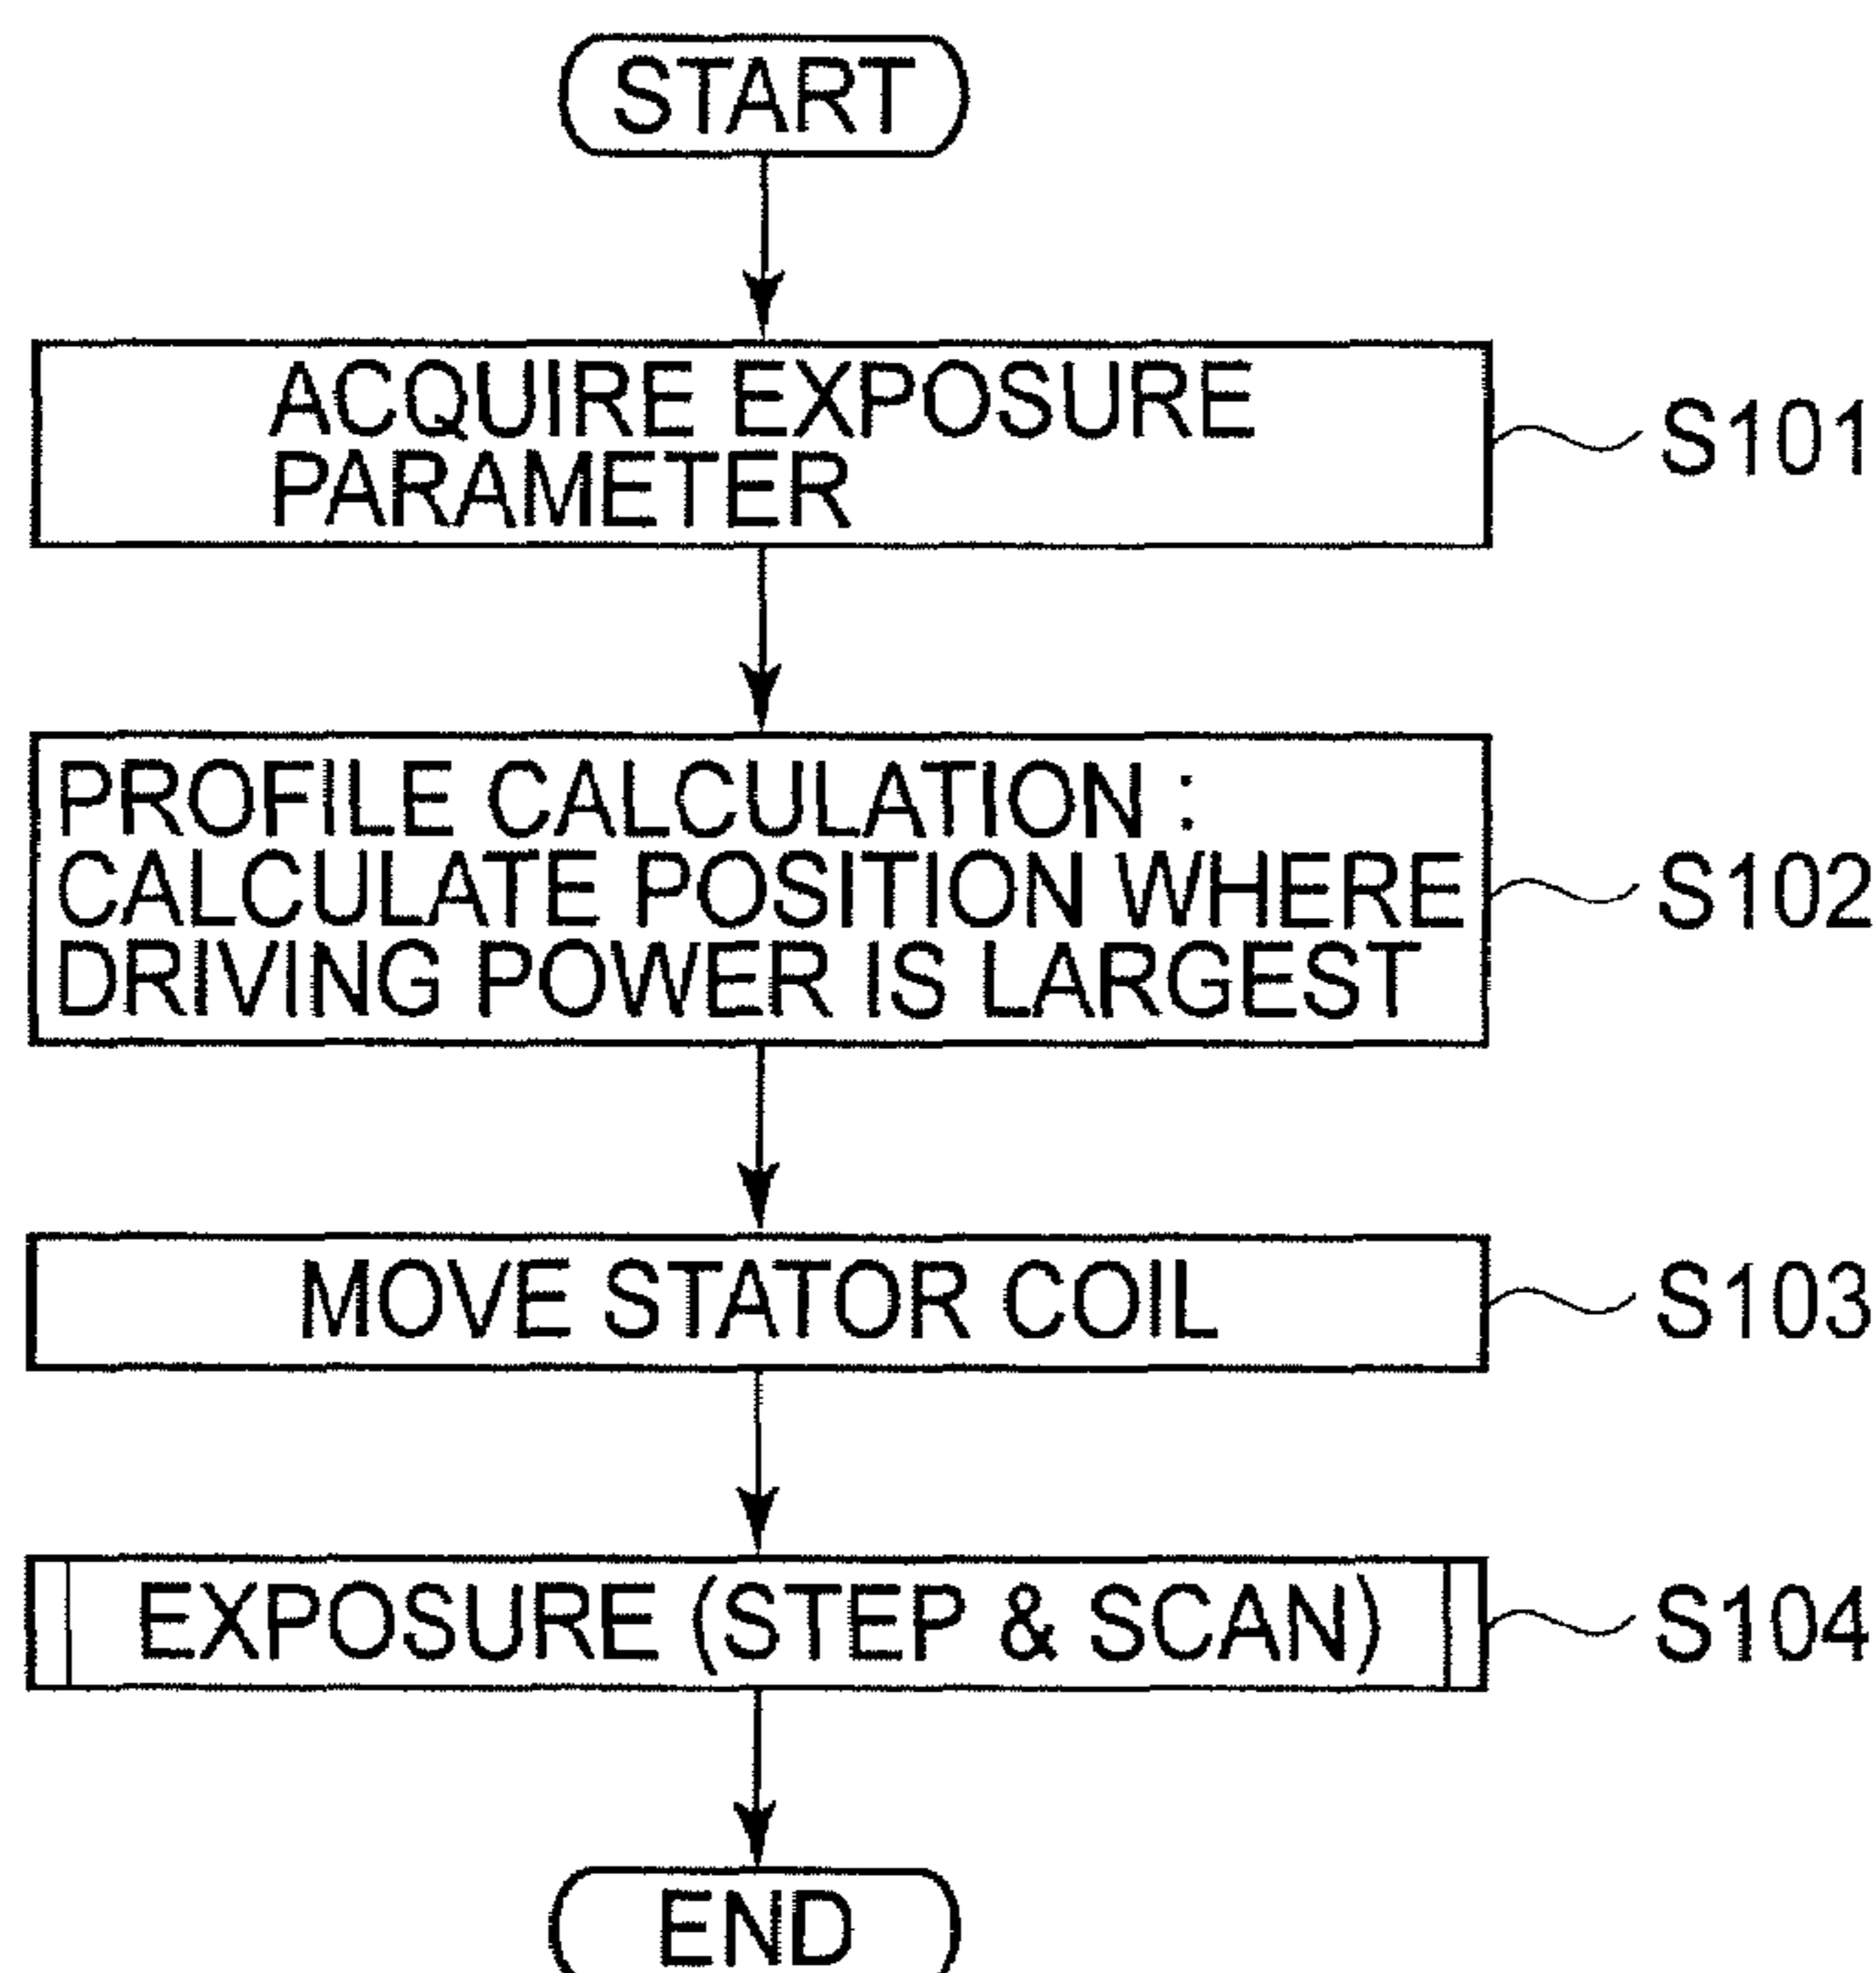 START
ACQUIRE EXPOSURE
PARAMETER
S101
PROFILE CALCULATION :
CALCULATE POSITION WHERE
DRIVING POWER IS LARGEST
S102
MOVE STATOR COIL
S103
EXPOSURE (STEP & SCAN)
S104
END